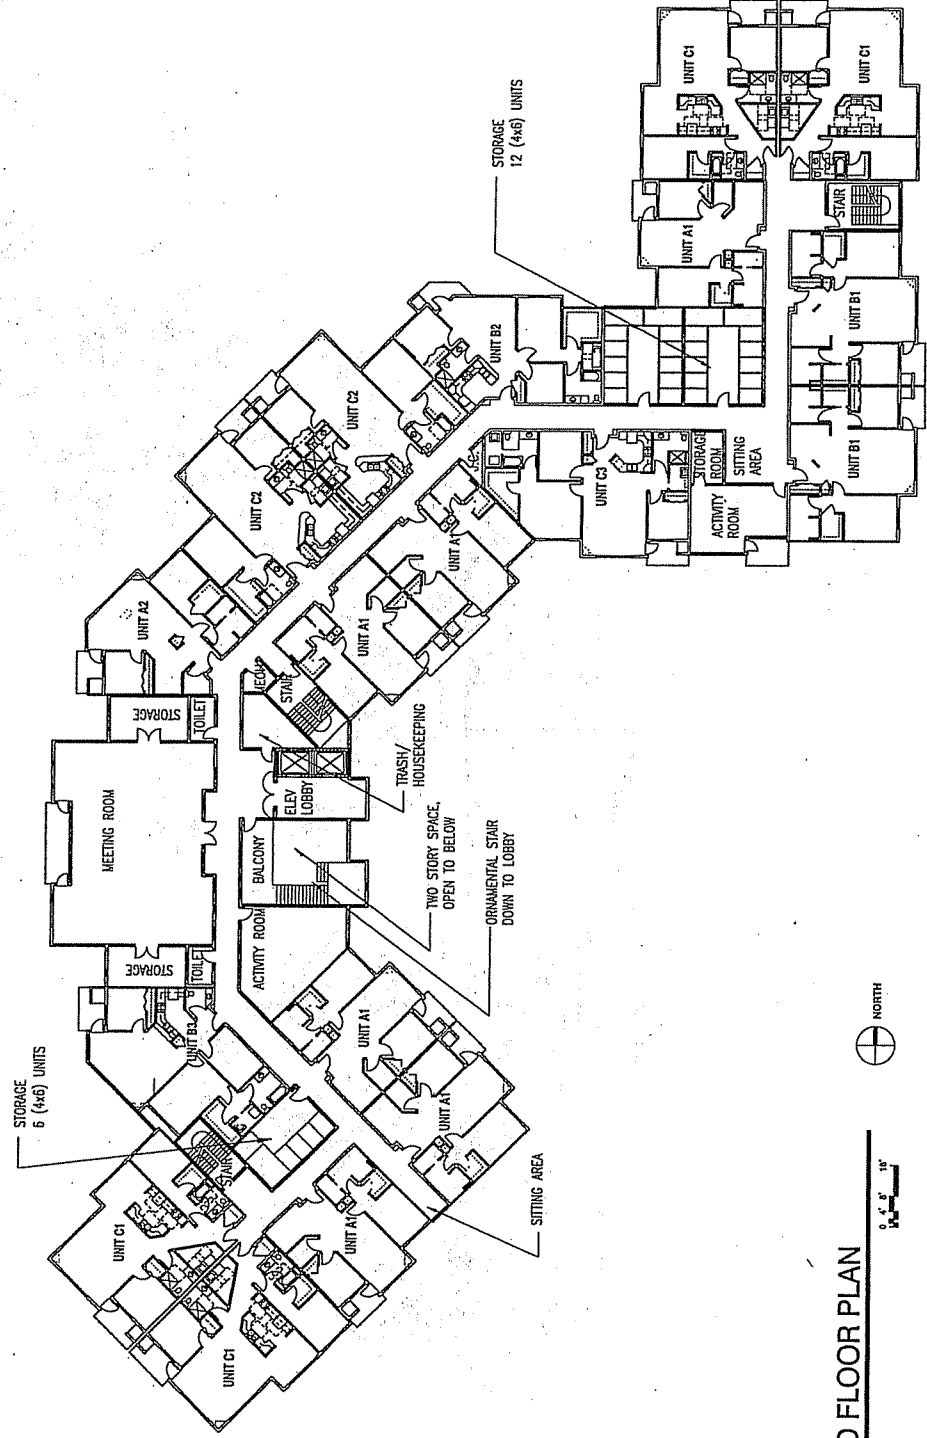 UNIT C1
UNIT C1
STORAGE
12 (4x6) UNITS
UNIT A1
STAIR
UNIT B1
UNIT B2
UNIT C2
UNIT C2
UNIT C3
STORAGE
ROOM
SITTING
AREA
UNIT B1
ACTIVITY
ROOM
UNIT A1
UNIT A1
UNIT A2
STAIR
STORAGE
TOILET
TRASH/
HOUSEKEEPING
MEETING ROOM
ELEV
LOBBY
BALCONY
TWO STORY SPACE,
OPEN TO BELOW
ORNAMENTAL STAIR
DOWN TO LOBBY
ACTIVITY ROOM
STORAGE
TOILET
UNIT B3
UNIT A1
UNIT A1
STORAGE
6 (4x6) UNITS
STAIR
SITTING AREA
UNIT A1
UNIT C1
UNIT C1
NORTH
0 4' 8' 16'
FLOOR PLAN